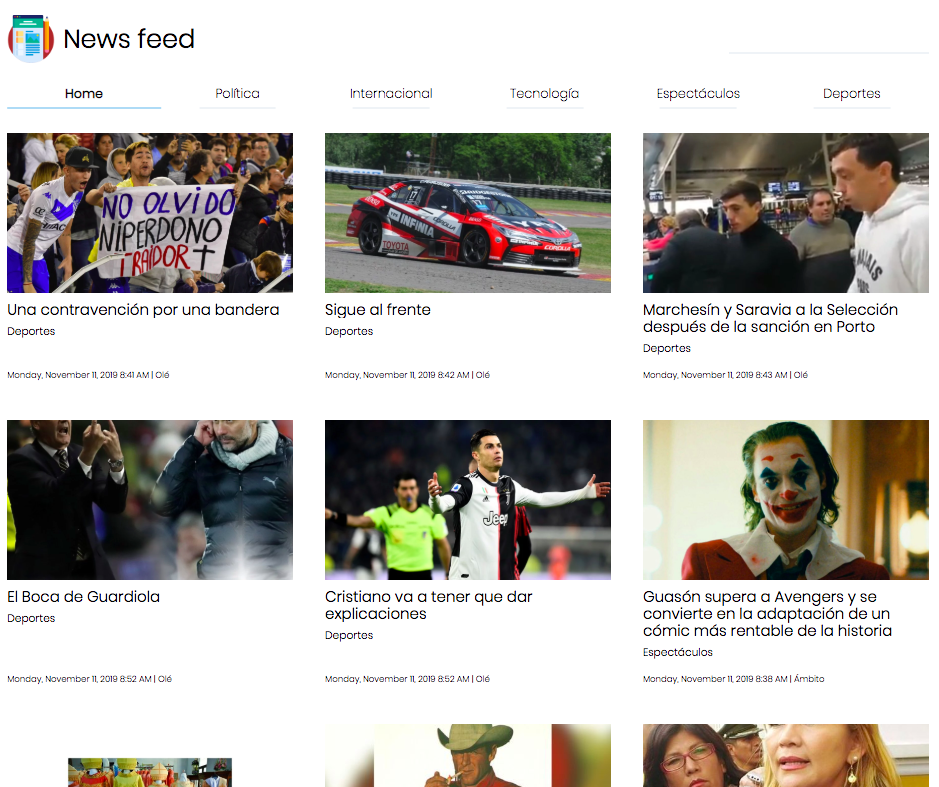 News feed
Home
Política
Internacional
Tecnología
Espectáculos
Deportes
NO OLVIDO
NI PERDONO
TRAIDOR
INFINIA
TOYOTA
COROLLA
Una contravención por una bandera
Deportes
Monday, November 11, 2019 8:41 AM | Olé
Sigue al frente
Deportes
Monday, November 11, 2019 8:42 AM | Olé
Marchesín y Saravia a la Selección
después de la sanción en Porto
Deportes
Monday, November 11, 2019 8:43 AM | Olé
Jeep
El Boca de Guardiola
Deportes
Monday, November 11, 2019 8:52 AM | Olé
Cristiano va a tener que dar
explicaciones
Deportes
Monday, November 11, 2019 8:52 AM | Olé
Guasón supera a Avengers y se
convierte en la adaptación de un
cómic más rentable de la historia
Espectáculos
Monday, November 11, 2019 8:38 AM | Ámbito